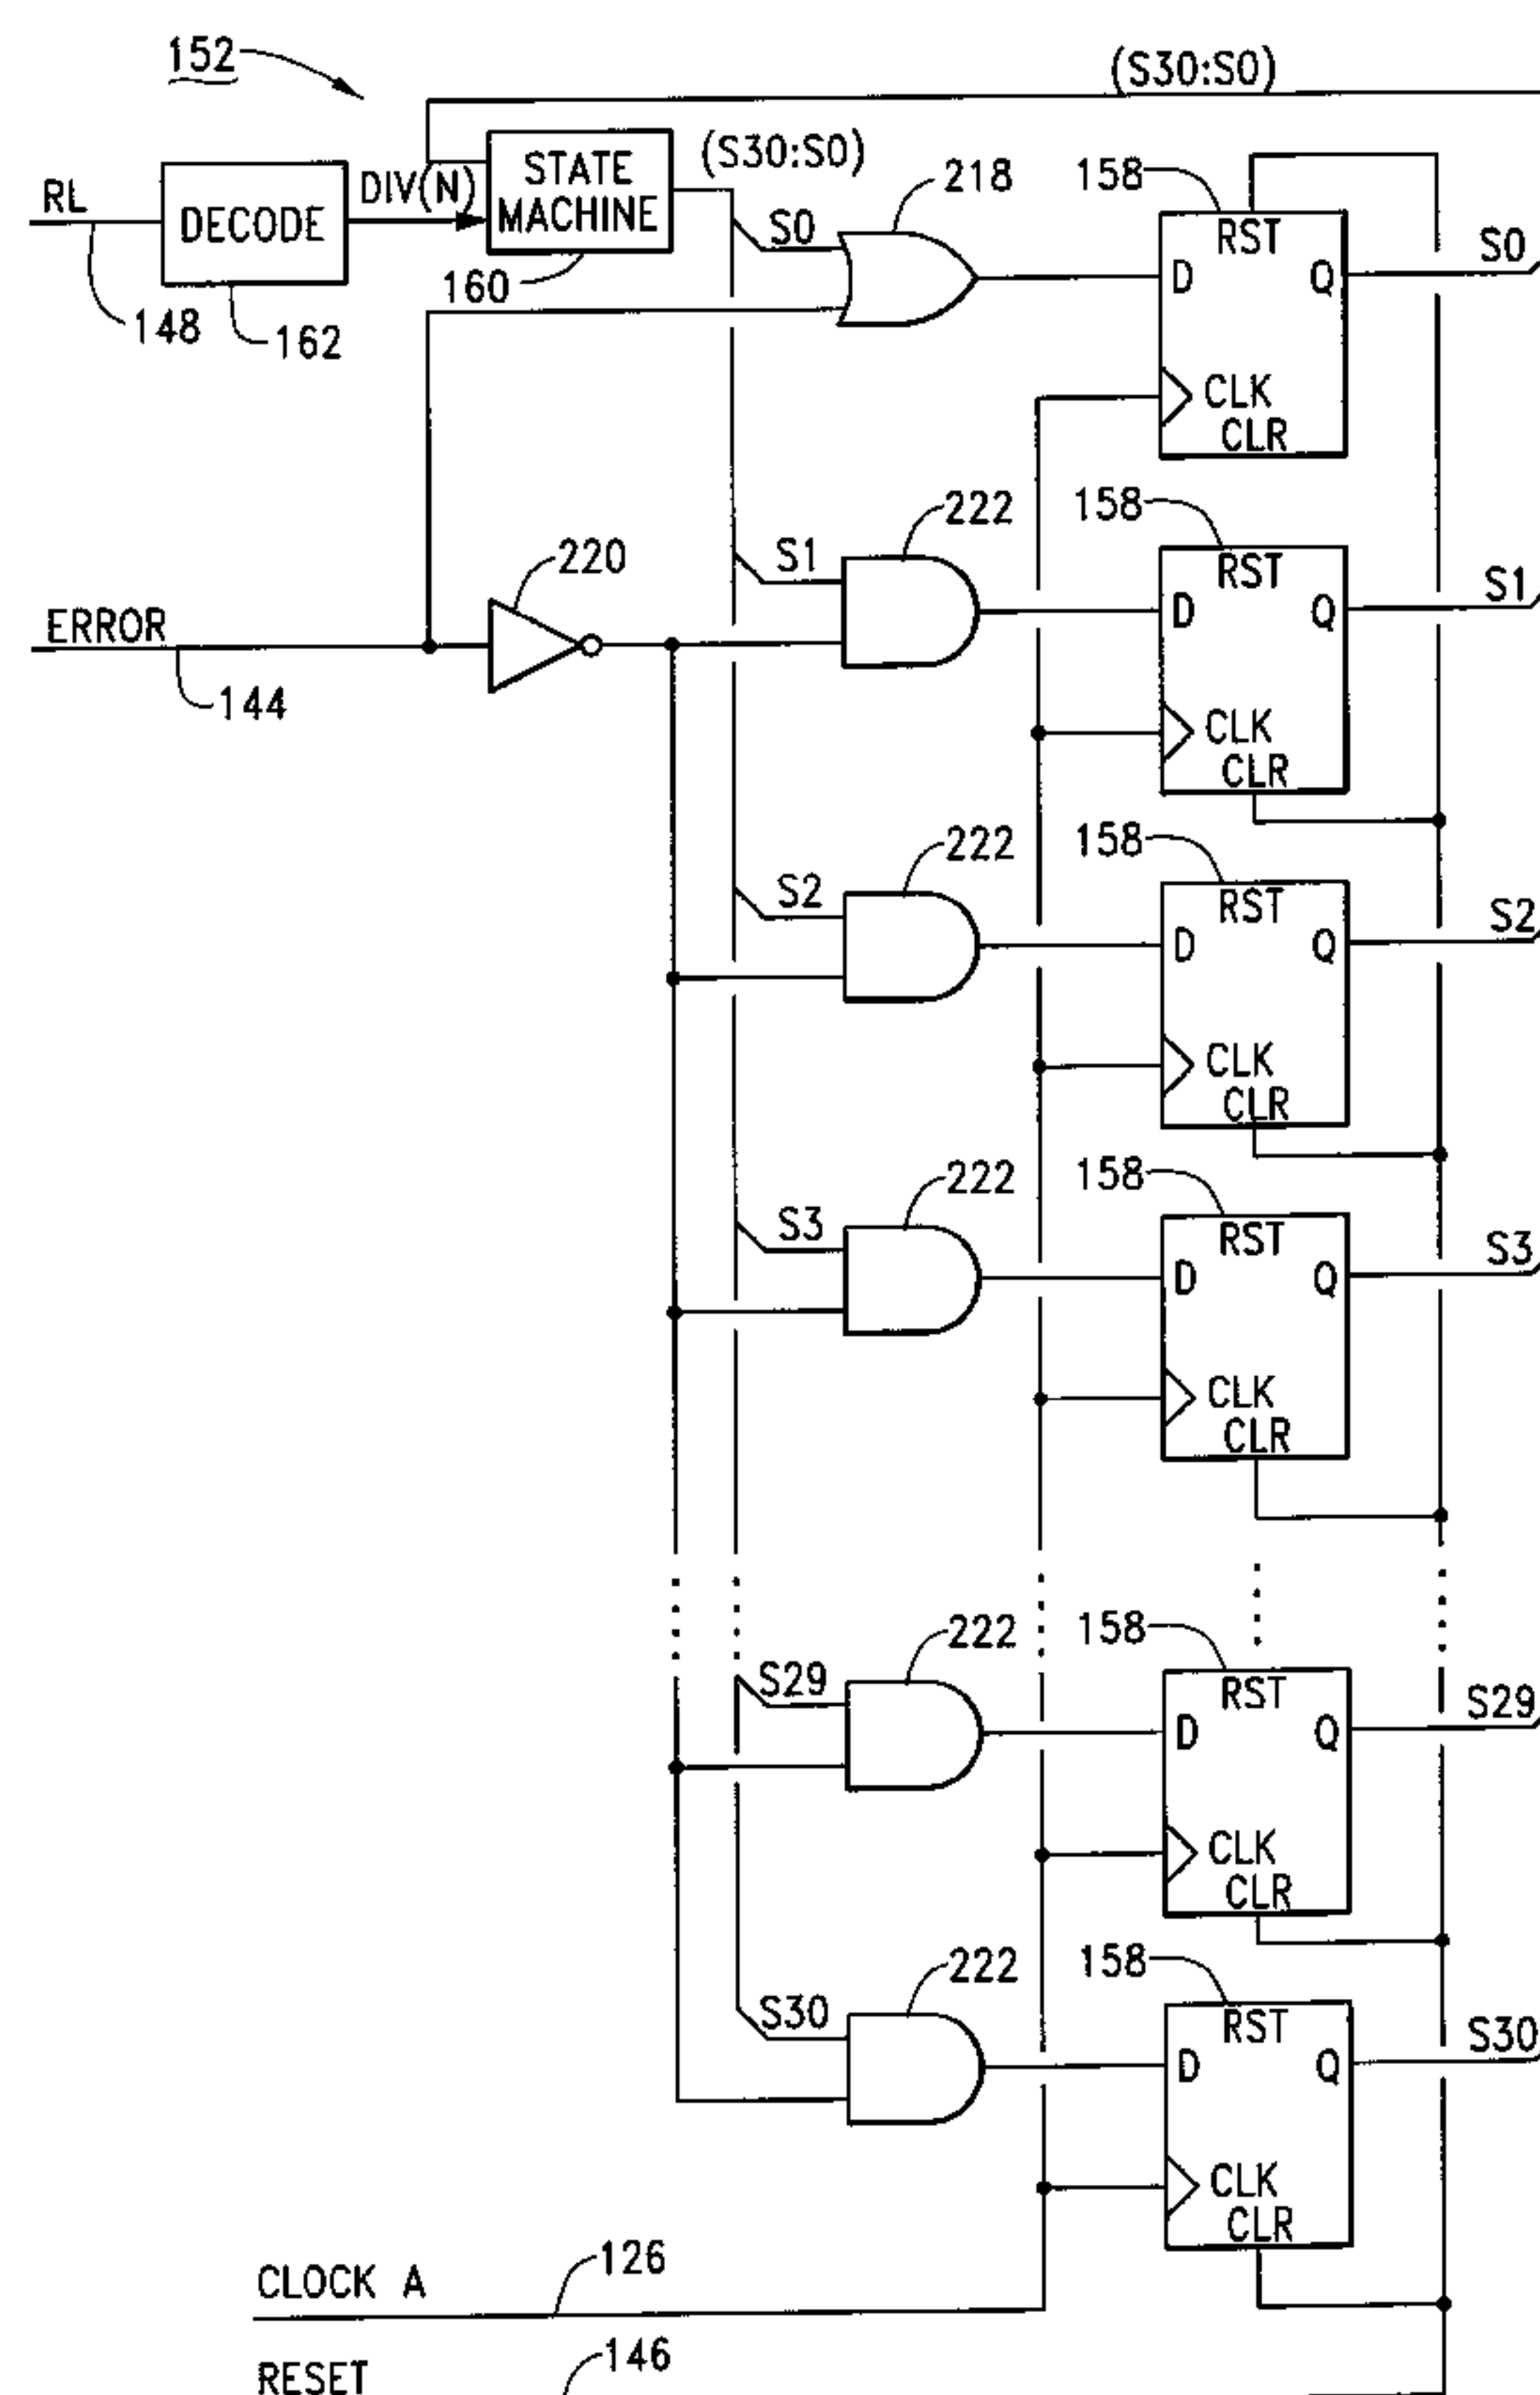 152
(S30:S0)
RL
DECODE
DIV(N)
STATE
MACHINE
(S30:S0)
148
162
160
S0
218
158
RST
D
Q
CLK
CLR
S0
ERROR
144
220
S1
222
158
RST
D
Q
CLK
CLR
S1
S2
222
158
RST
D
Q
CLK
CLR
S2
S3
222
158
RST
D
Q
CLK
CLR
S3
S29
222
158
RST
D
Q
CLK
CLR
S29
S30
222
158
RST
D
Q
CLK
CLR
S30
CLOCK A
126
RESET
146